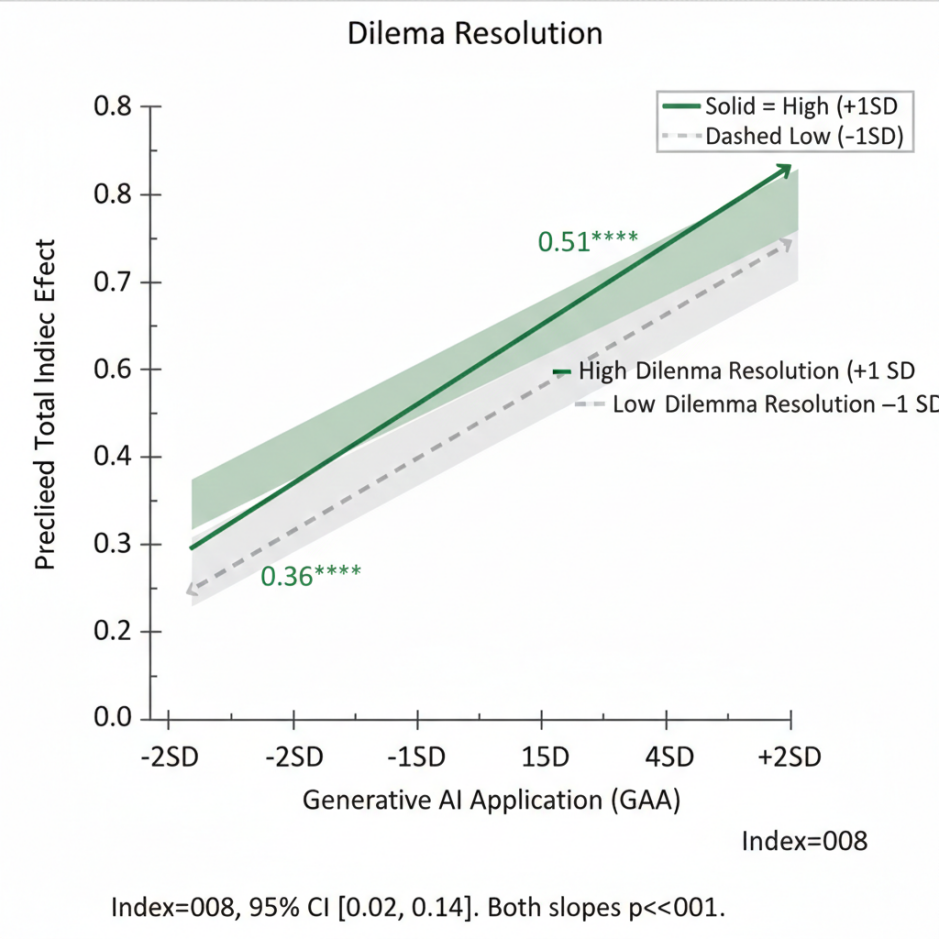 Dilema Resolution
Solid = High (+1SD
Dashed Low (-1SD)
0.8
0.8
0.7
0.6
0.4
0.3
0.2
0.0
Preclieed Total Indiec Efect
0.51****
High Dilenma Resolution (+1 SD
Low Dilemma Resolution –1 SD
0.36****
-2SD -2SD -1SD 1SD 4SD +2SD
Generative AI Application (GAA)
Index=008
Index=008, 95% CI [0.02, 0.14]. Both slopes p<<001.